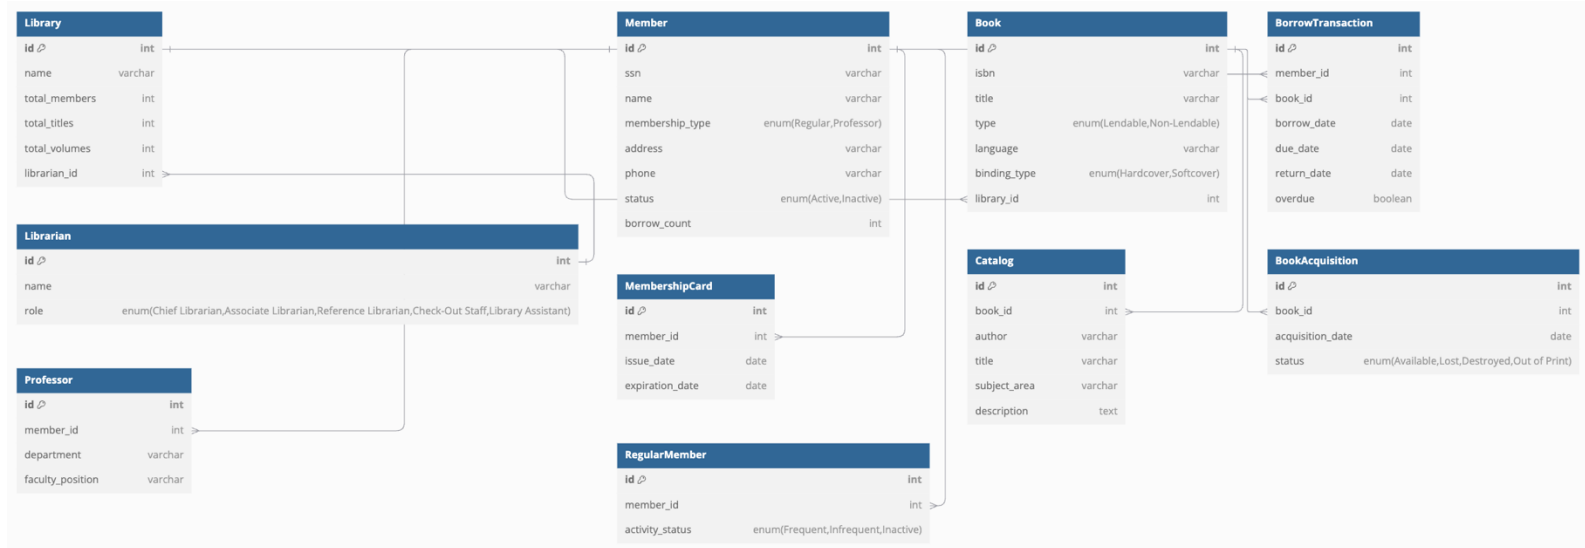 Library
id int
name varchar
total_members int
total_titles int
total_volumes int
librarian_id int
Librarian
id int
name varchar
role enum(Chief Librarian,Associate Librarian,Reference Librarian,Check-Out Staff,Library Assistant)
Professor
id int
member_id int
department varchar
faculty_position varchar
Member
id int
ssn varchar
name varchar
membership_type enum(Regular,Professor)
address varchar
phone varchar
status enum(Active,Inactive)
borrow_count int
MembershipCard
id int
member_id int
issue_date date
expiration_date date
RegularMember
id int
member_id int
activity_status enum(Frequent,Infrequent,Inactive)
Book
id int
isbn varchar
title varchar
type enum(Lendable,Non-Lendable)
language varchar
binding_type enum(Hardcover,Softcover)
library_id int
Catalog
id int
book_id int
author varchar
title varchar
subject_area varchar
description text
BorrowTransaction
id int
member_id int
book_id int
borrow_date date
due_date date
return_date date
overdue boolean
BookAcquisition
id int
book_id int
acquisition_date date
status enum(Available,Lost,Destroyed,Out of Print)